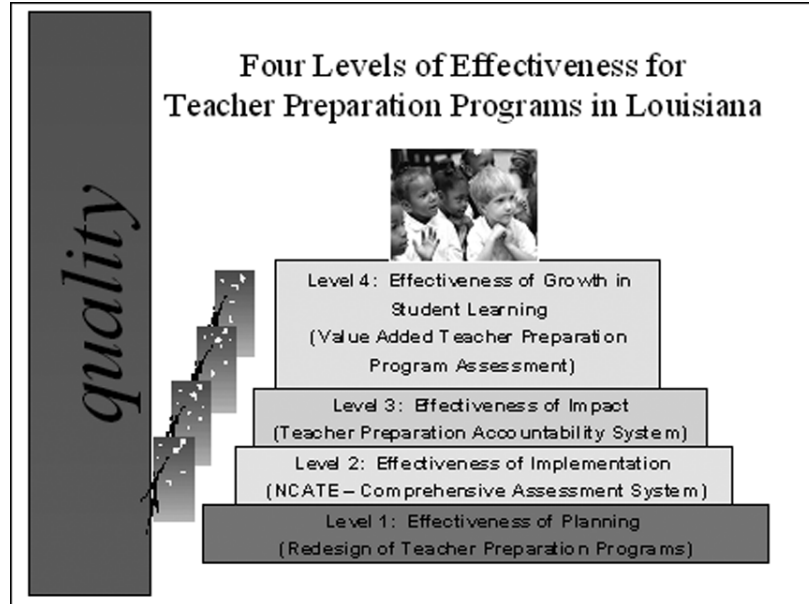 Four Levels of Effectiveness for
Teacher Preparation Programs in Louisiana
quality
Level 4: Effectiveness of Growth in
Student Learning
(Value Added Teacher Preparation
Program Assessment)
Level 3: Effectiveness of Impact
(Teacher Preparation Accountability System)
Level 2: Effectiveness of Implementation
(NCATE – Comprehensive Assessment System)
Level 1: Effectiveness of Planning
(Redesign of Teacher Preparation Programs)